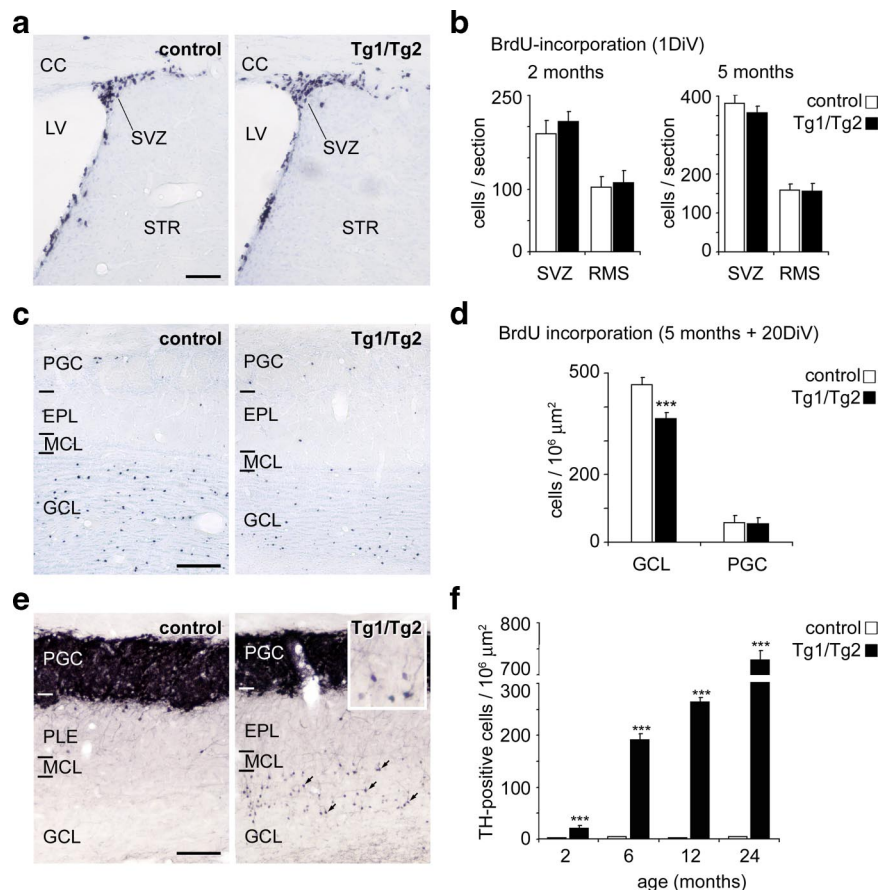 a
control
CC
LV
SVZ
STR
Tg1/Tg2
CC
LV
SVZ
STR
b
BrdU-incorporation (1DiV)
2 months
5 months
control
Tg1/Tg2
cells / section
250
100
0
SVZ RMS
cells / section
400
300
150
100
0
SVZ RMS
c
control
PGC
EPL
MCL
GCL
Tg1/Tg2
PGC
EPL
MCL
GCL
d
BrdU incorporation (5 months + 20DiV)
control
Tg1/Tg2
cells / 10⁶ µm²
500
200
0
***
GCL PGC
e
control
PGC
PLE
MCL
GCL
Tg1/Tg2
PGC
EPL
MCL
GCL
f
control
Tg1/Tg2
TH-positive cells / 10⁶ µm²
800
700
300
200
100
0
***
***
***
***
2 6 12 24
age (months)